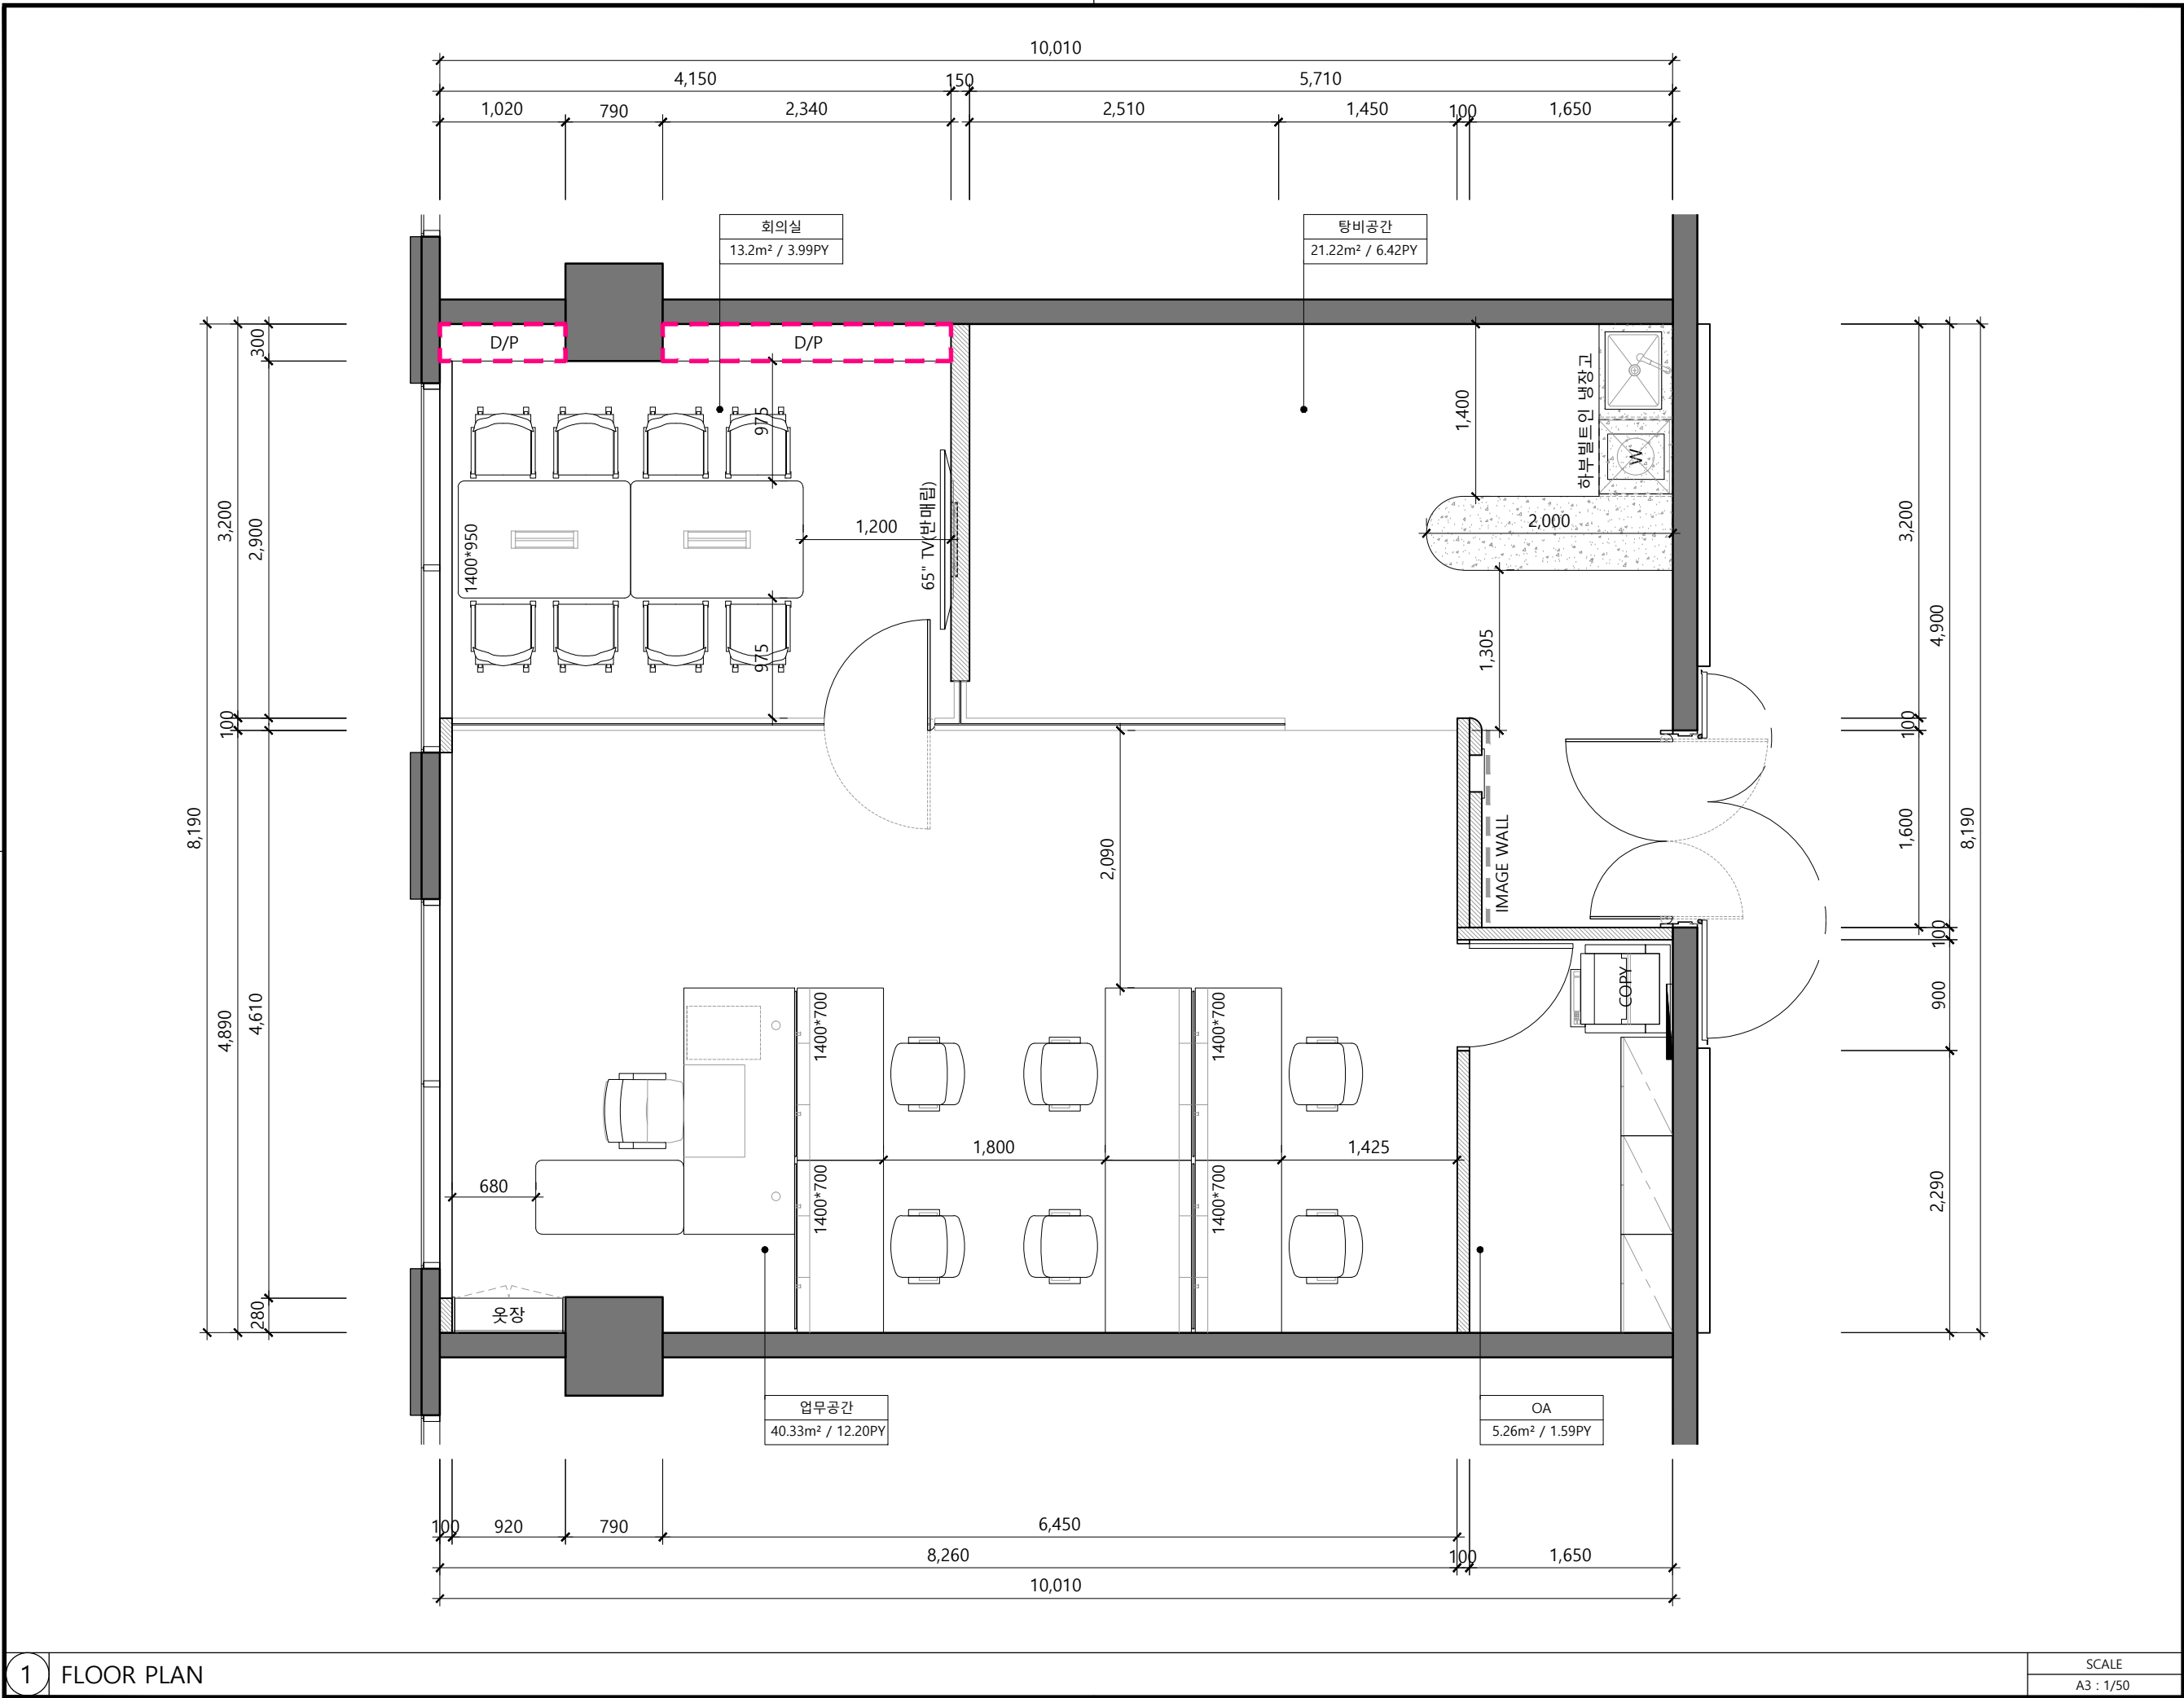 10,010
4,150
150
5,710
1,020
790
2,340
2,510
1,450
100
1,650
회의실
13.2m² / 3.99PY
탕비공간
21.22m² / 6.42PY
D/P
D/P
300
2,900
3,200
100
8,190
4,890
4,610
280
975
1400*950
1,200
65" TV(반매립)
975
1,400
하부빌트인 냉장고
W
2,000
1,305
3,200
4,900
100
1,600
8,190
100
900
2,290
2,090
IMAGE WALL
COPY
1400*700
1400*700
1,800
1,425
680
1400*700
1400*700
옷장
업무공간
40.33m² / 12.20PY
OA
5.26m² / 1.59PY
100
920
790
6,450
8,260
100
1,650
10,010
1
FLOOR PLAN
SCALE
A3 : 1/50